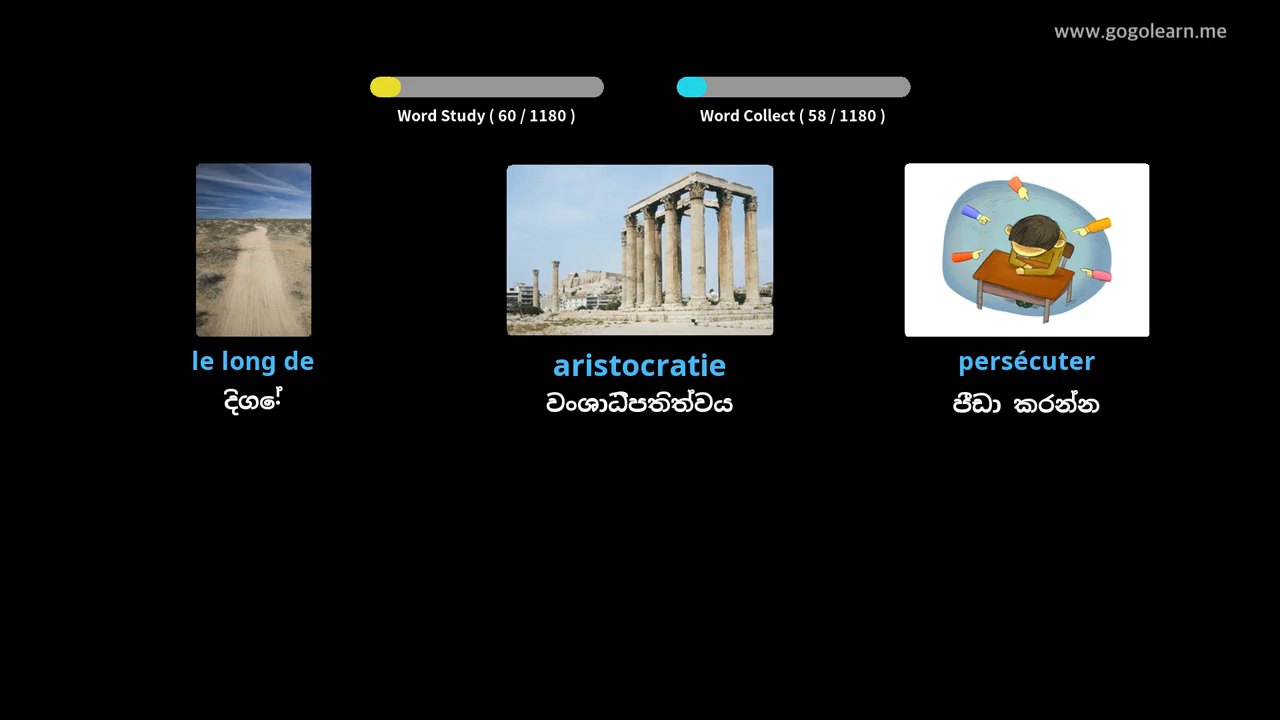 www.gogolearn.me
Word Study ( 60 / 1180 )
Word Collect ( 58 / 1180 )
le long de
දිගේ
aristocratie
වංශාධිපතිත්වය
persécuter
පීඩා කරන්න